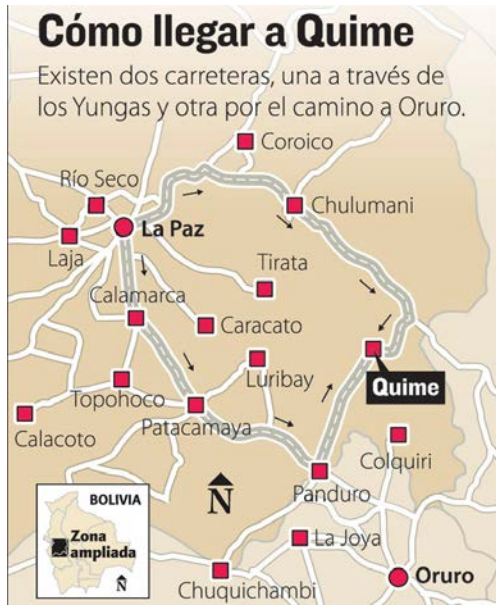 Cómo llegar a Quime
Existen dos carreteras, una a través de
los Yungas y otra por el camino a Oruro.
Coroico
Río Seco
Chulumani
La Paz
Laja
Tirata
Calamarca
Caracato
Luribay
Quime
Topohoco
Patacamaya
Calacoto
Colquiri
N
Panduro
BOLIVIA
Zona
ampliada
N
La Joya
Oruro
Chuquichambi